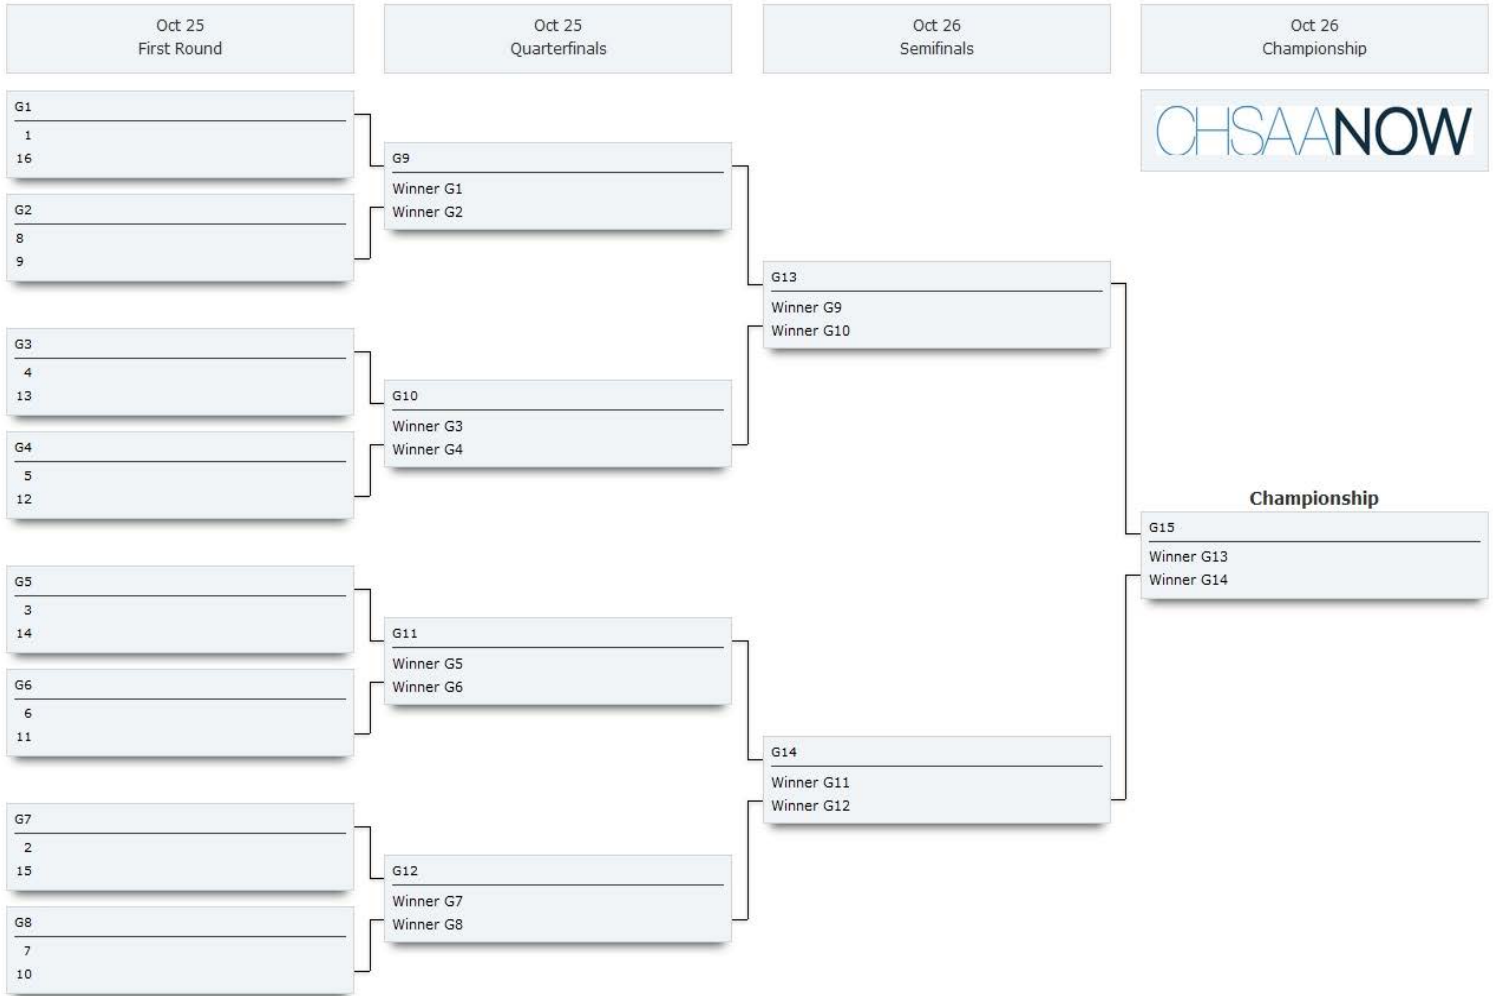 Oct 25
First Round
Oct 25
Quarterfinals
Oct 26
Semifinals
Oct 26
Championship
CHSAANOW
G1
1
16
G2
8
9
G3
4
13
G4
5
12
G5
3
14
G6
6
11
G7
2
15
G8
7
10
G9
Winner G1
Winner G2
G10
Winner G3
Winner G4
G11
Winner G5
Winner G6
G12
Winner G7
Winner G8
G13
Winner G9
Winner G10
G14
Winner G11
Winner G12
Championship
G15
Winner G13
Winner G14